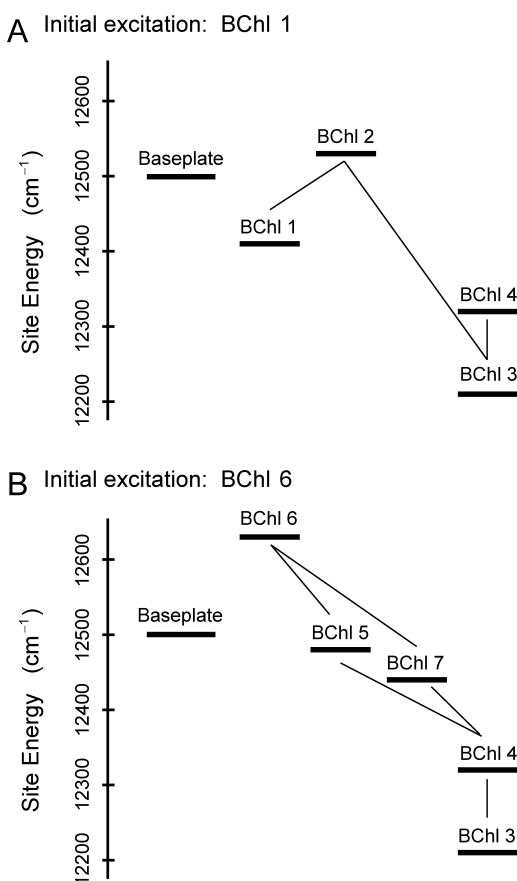 A Initial excitation: BChl 1
Site Energy (cm⁻¹)
12600
12500
12400
12300
12200
Baseplate
BChl 1
BChl 2
BChl 4
BChl 3
B Initial excitation: BChl 6
Site Energy (cm⁻¹)
12600
12500
12400
12300
12200
Baseplate
BChl 6
BChl 5
BChl 7
BChl 4
BChl 3